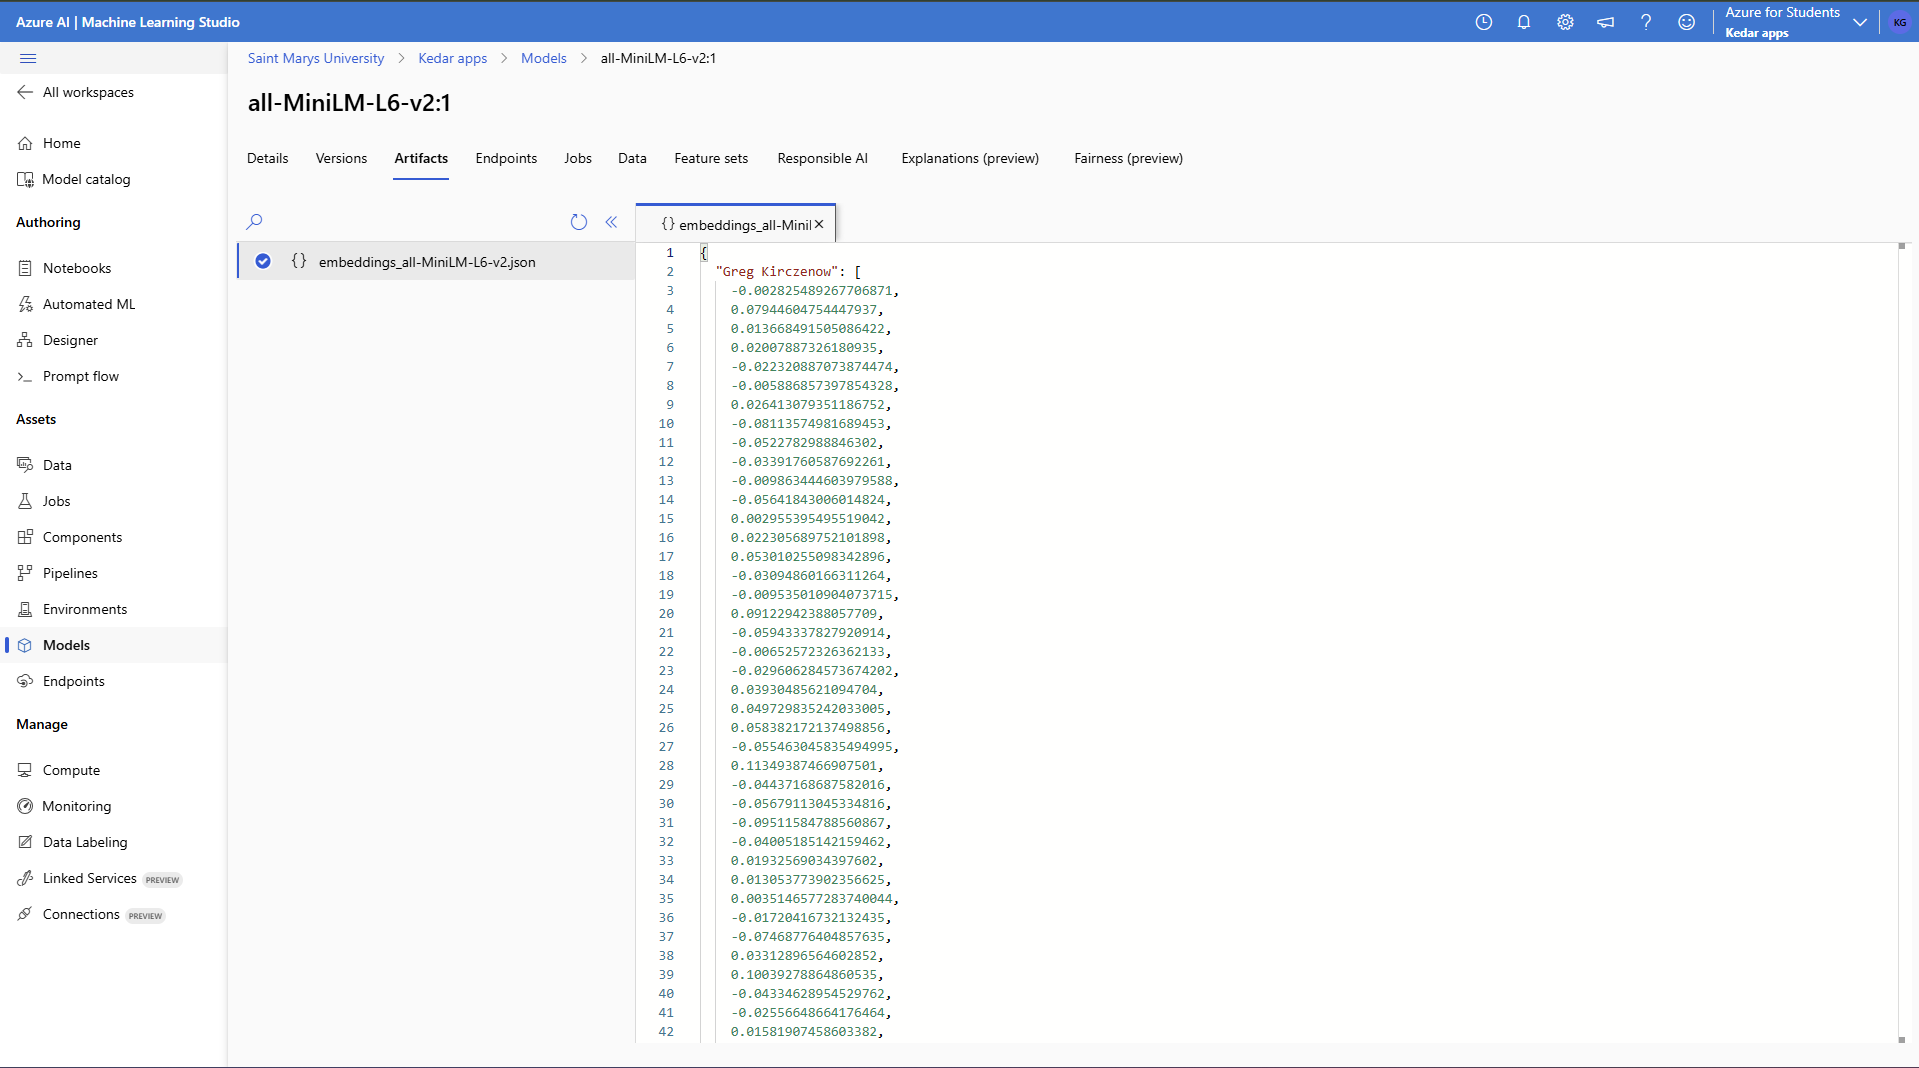 Azure AI | Machine Learning Studio
Azure for Students
Kedar apps
KG
All workspaces
Home
Model catalog
Authoring
Notebooks
Automated ML
Designer
Prompt flow
Assets
Data
Jobs
Components
Pipelines
Environments
Models
Endpoints
Manage
Compute
Monitoring
Data Labeling
Linked Services PREVIEW
Connections PREVIEW
Saint Marys University > Kedar apps > Models > all-MiniLM-L6-v2:1
all-MiniLM-L6-v2:1
Details Versions Artifacts Endpoints Jobs Data Feature sets Responsible AI Explanations (preview) Fairness (preview)
{} embeddings_all-MiniLM-L6-v2.json
{} embeddings_all-Minil
1 {
2 "Greg Kirczenow": [
3 -0.002825489267706871,
4 0.07944604754447937,
5 0.013668491505086422,
6 0.02007887326180935,
7 -0.022320887073874474,
8 -0.005886857397854328,
9 0.026413079351186752,
10 -0.08113574981689453,
11 -0.0522782988846302,
12 -0.03391760587692261,
13 -0.009863444603979588,
14 -0.05641843006014824,
15 0.002955395495519042,
16 0.022305689752101898,
17 0.053010255098342896,
18 -0.03094860166311264,
19 -0.009535010904073715,
20 0.09122942388057709,
21 -0.05943337827920914,
22 -0.00652572326362133,
23 -0.029606284573674202,
24 0.03930485621094704,
25 0.049729835242033005,
26 0.058382172137498856,
27 -0.055463045835494995,
28 0.11349387466907501,
29 -0.04437168687582016,
30 -0.05679113045334816,
31 -0.09511584788560867,
32 -0.04005185142159462,
33 0.01932569034397602,
34 0.013053773902356625,
35 0.0035146577283740044,
36 -0.01720416732132435,
37 -0.07468776404857635,
38 0.03312896564602852,
39 0.10039278864860535,
40 -0.04334628954529762,
41 -0.02556648664176464,
42 0.01581907458603382,